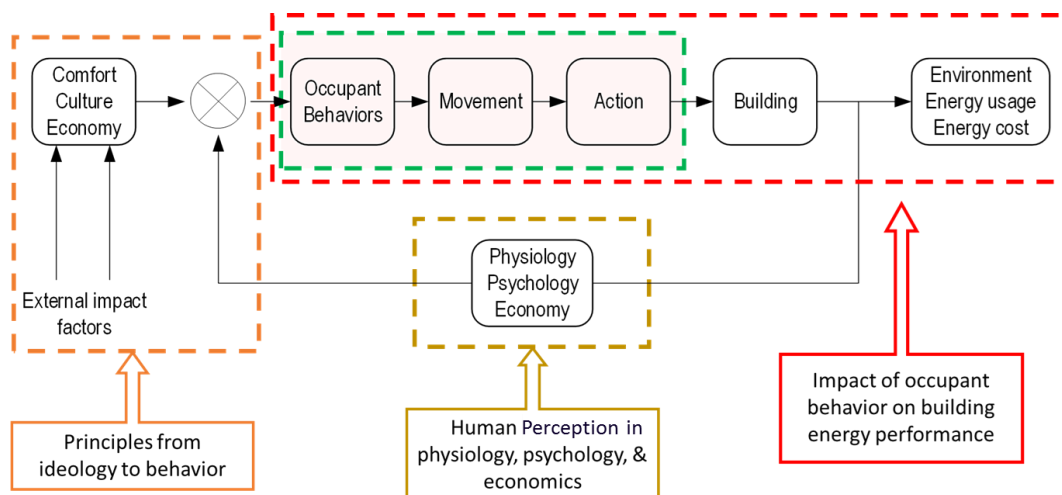 Comfort
Culture
Economy
Occupant
Behaviors
Movement
Action
Building
Environment
Energy usage
Energy cost
Physiology
Psychology
Economy
External impact
factors
Principles from
ideology to behavior
Human Perception in
physiology, psychology, &
economics
Impact of occupant
behavior on building
energy performance